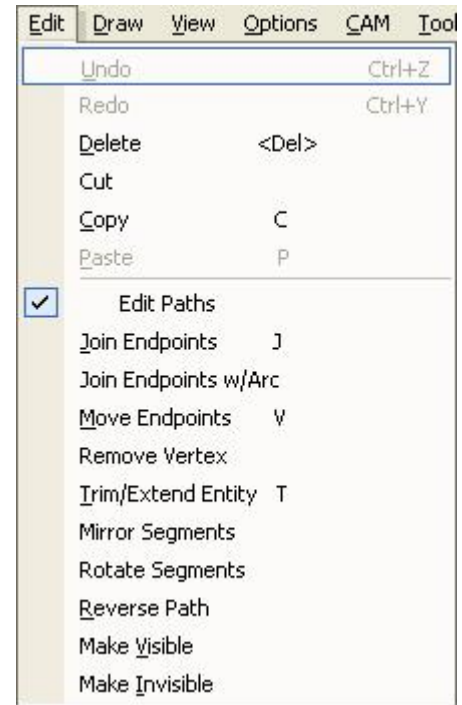 Edit Draw View Options CAM
Undo Ctrl+Z
Redo Ctrl+Y
Delete <Del>
Cut
Copy C
Paste P
Edit Paths
Join Endpoints J
Join Endpoints w/Arc
Move Endpoints V
Remove Vertex
Trim/Extend Entity T
Mirror Segments
Rotate Segments
Reverse Path
Make Visible
Make Invisible